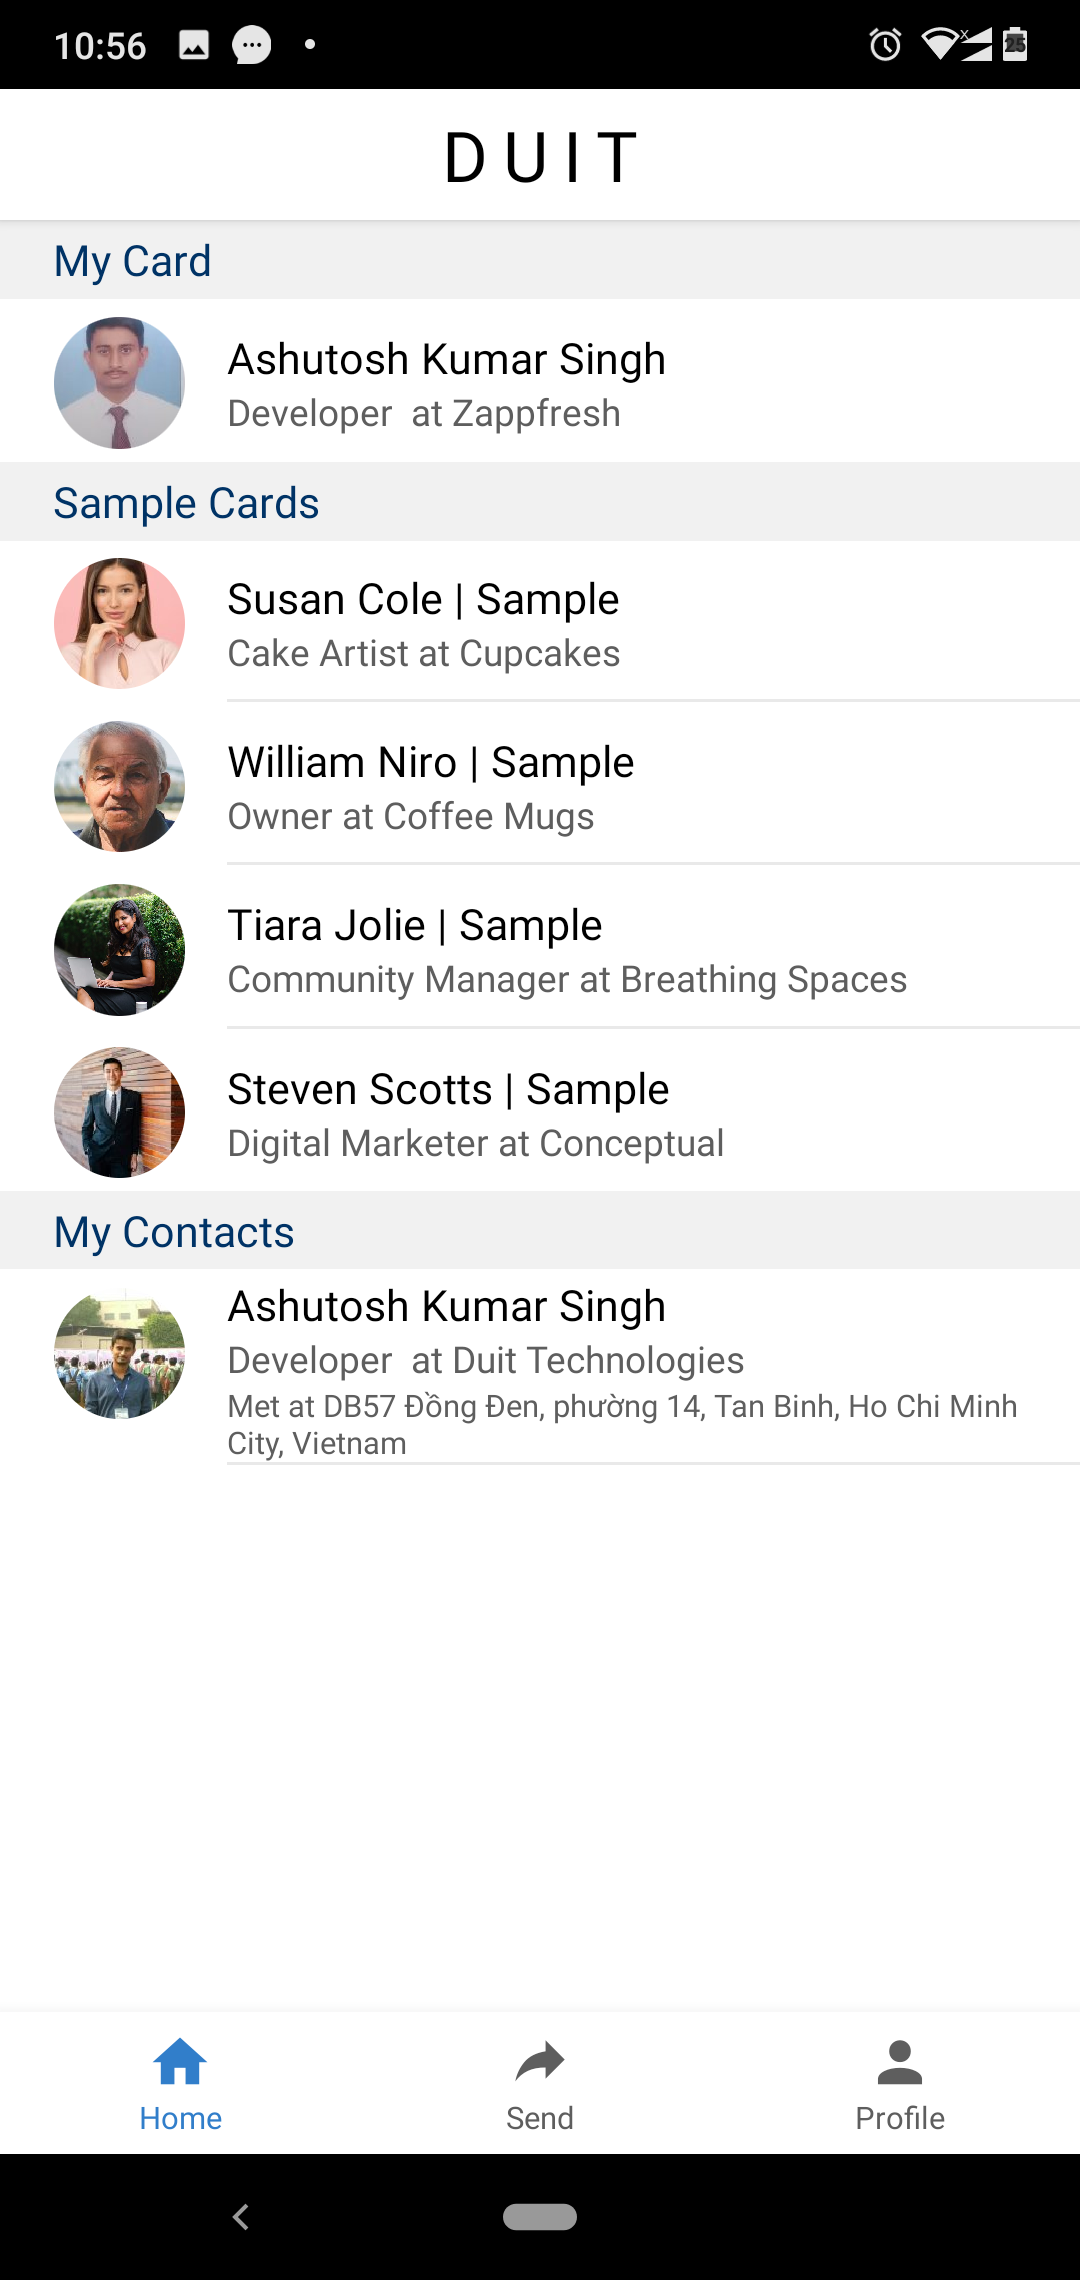 10:56
25
DUIT
My Card
Ashutosh Kumar Singh
Developer  at Zappfresh
Sample Cards
Susan Cole | Sample
Cake Artist at Cupcakes
William Niro | Sample
Owner at Coffee Mugs
Tiara Jolie | Sample
Community Manager at Breathing Spaces
Steven Scotts | Sample
Digital Marketer at Conceptual
My Contacts
Ashutosh Kumar Singh
Developer  at Duit Technologies
Met at DB57 Đồng Đen, phường 14, Tan Binh, Ho Chi Minh
City, Vietnam
Home
Send
Profile